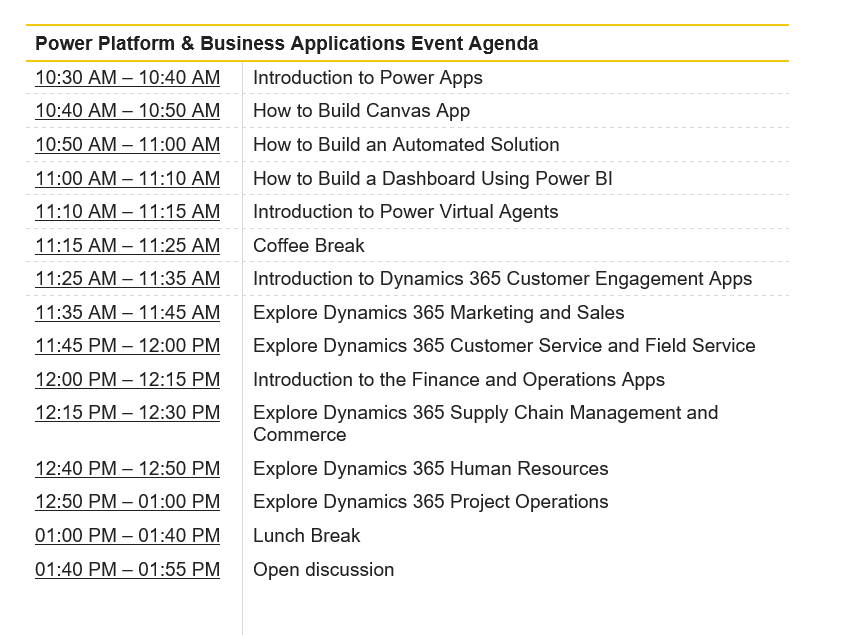 Power Platform & Business Applications Event Agenda
10:30 AM – 10:40 AM Introduction to Power Apps
10:40 AM – 10:50 AM How to Build Canvas App
10:50 AM – 11:00 AM How to Build an Automated Solution
11:00 AM – 11:10 AM How to Build a Dashboard Using Power BI
11:10 AM – 11:15 AM Introduction to Power Virtual Agents
11:15 AM – 11:25 AM Coffee Break
11:25 AM – 11:35 AM Introduction to Dynamics 365 Customer Engagement Apps
11:35 AM – 11:45 AM Explore Dynamics 365 Marketing and Sales
11:45 PM – 12:00 PM Explore Dynamics 365 Customer Service and Field Service
12:00 PM – 12:15 PM Introduction to the Finance and Operations Apps
12:15 PM – 12:30 PM Explore Dynamics 365 Supply Chain Management and
Commerce
12:40 PM – 12:50 PM Explore Dynamics 365 Human Resources
12:50 PM – 01:00 PM Explore Dynamics 365 Project Operations
01:00 PM – 01:40 PM Lunch Break
01:40 PM – 01:55 PM Open discussion